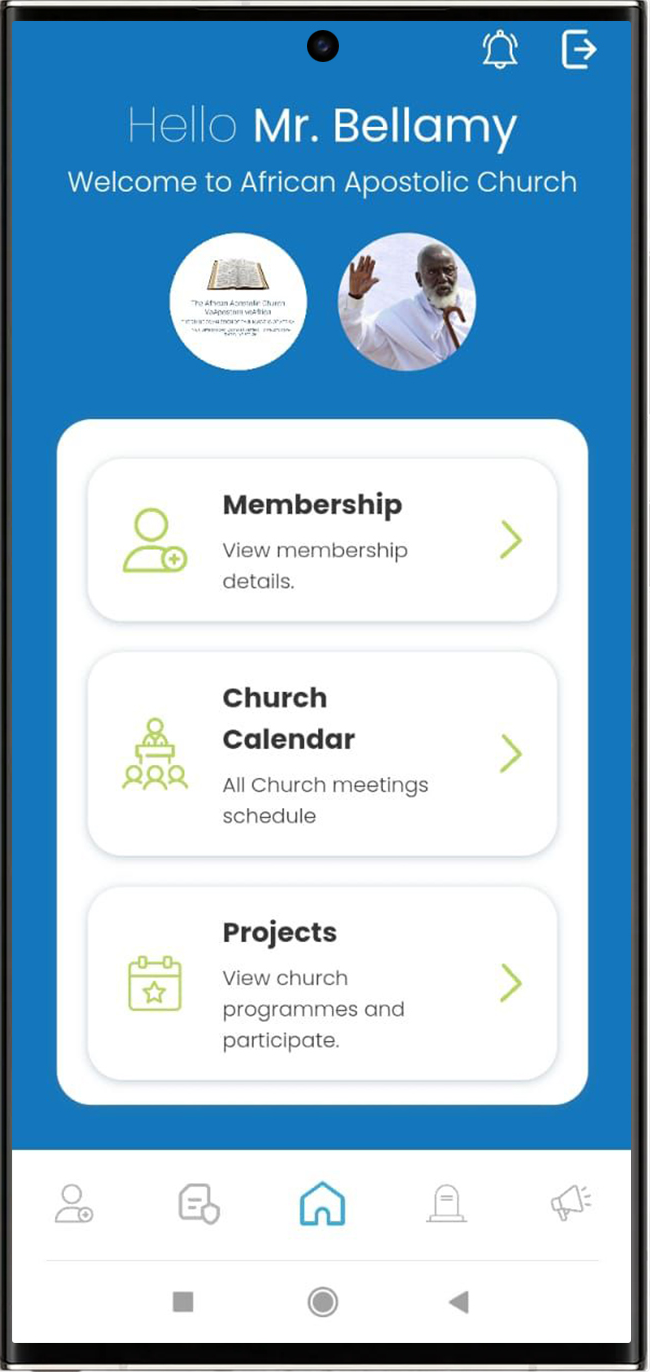 Hello Mr. Bellamy
Welcome to African Apostolic Church
The African Apostolic Church
VaApostora veAfrica
Membership
View membership
details.
Church
Calendar
All Church meetings
schedule
Projects
View church
programmes and
participate.